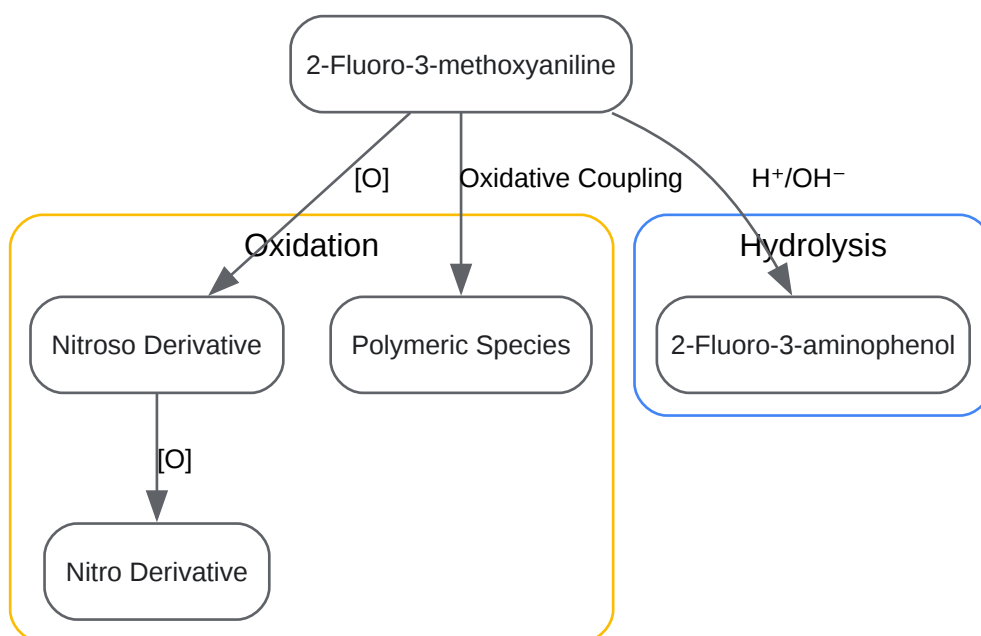 2-Fluoro-3-methoxyaniline
[O]
Oxidative Coupling
H⁺/OH⁻
Oxidation
Hydrolysis
Nitroso Derivative
Polymeric Species
2-Fluoro-3-aminophenol
[O]
Nitro Derivative